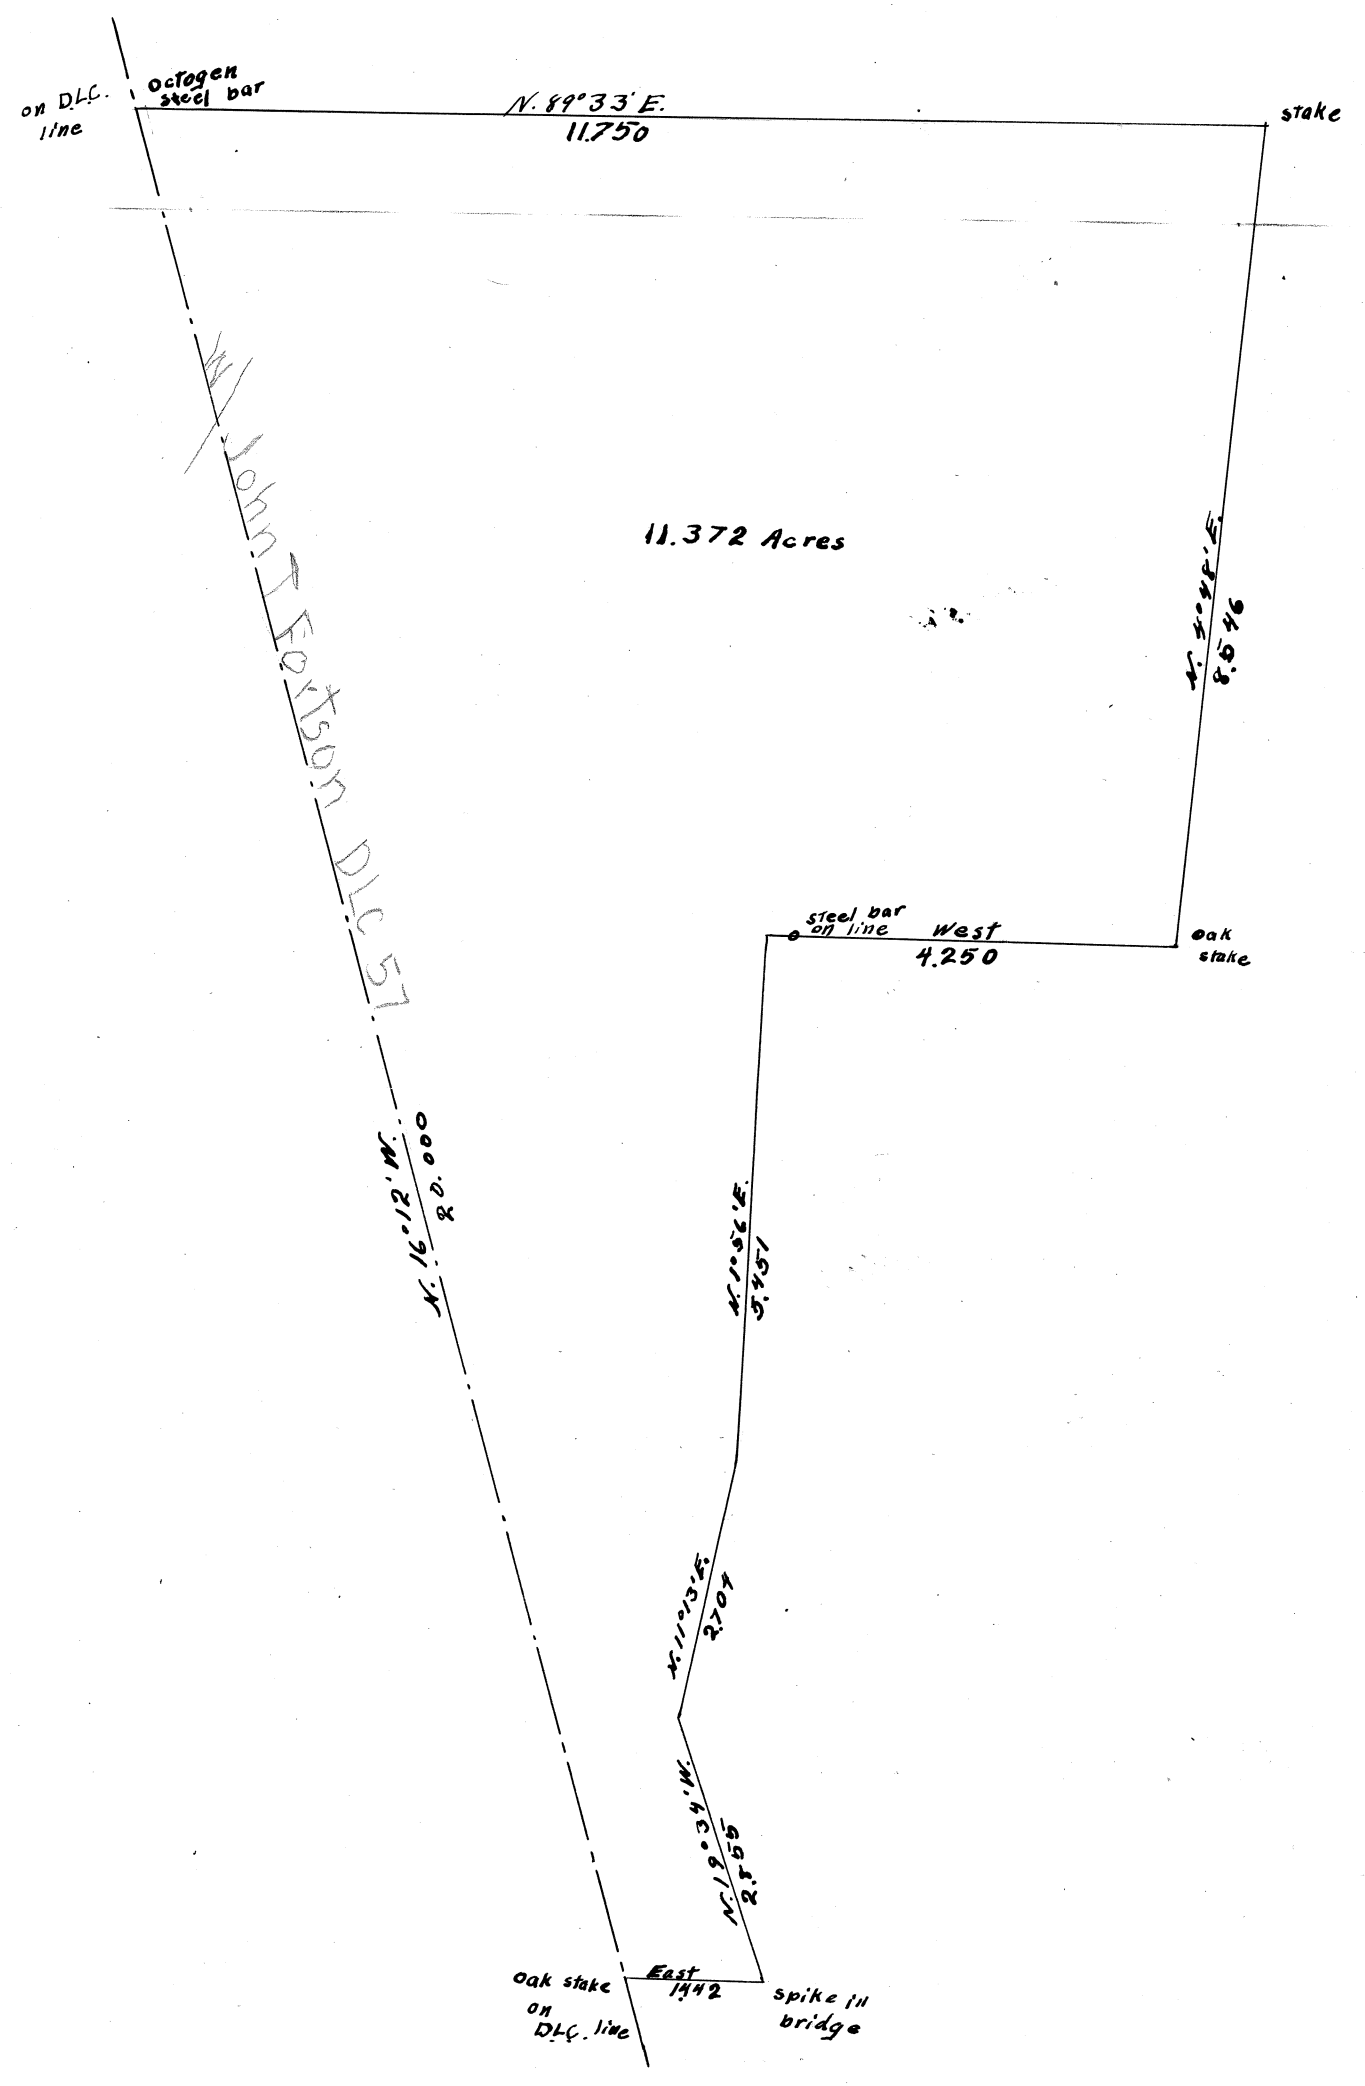 on D.L.C.
line
Octogen
steel bar
N. 89°33' E.
11.750
stake
John T Fortson DLC 57
11.372 Acres
N. 4°48' E.
8.546
steel bar
on line
West
4.250
Oak
stake
N. 16°12' W.
20.000
N. 1°56' E.
5.451
N. 11°13' E.
2.704
N. 19°34' W.
2.855
Oak stake
on
D.L.C. line
East
1.442
Spike in
bridge